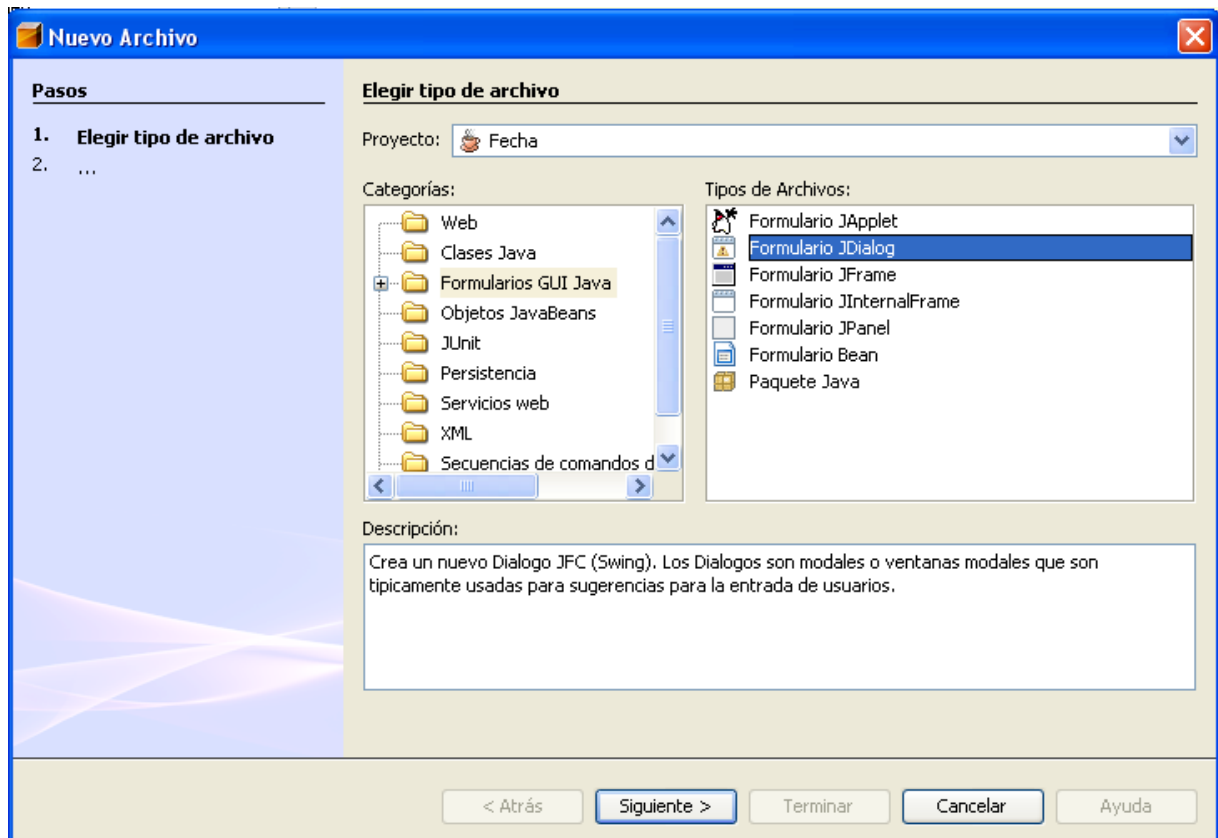 Nuevo Archivo
Pasos
1. Elegir tipo de archivo
2. ...
Elegir tipo de archivo
Proyecto: Fecha
Categorías:
Web
Clases Java
Formularios GUI Java
Objetos JavaBeans
JUnit
Persistencia
Servicios web
XML
Secuencias de comandos d
Tipos de Archivos:
Formulario JApplet
Formulario JDialog
Formulario JFrame
Formulario JInternalFrame
Formulario JPanel
Formulario Bean
Paquete Java
Descripción:
Crea un nuevo Dialogo JFC (Swing). Los Dialogos son modales o ventanas modales que son
tipicamente usadas para sugerencias para la entrada de usuarios.
< Atrás Siguiente > Terminar Cancelar Ayuda